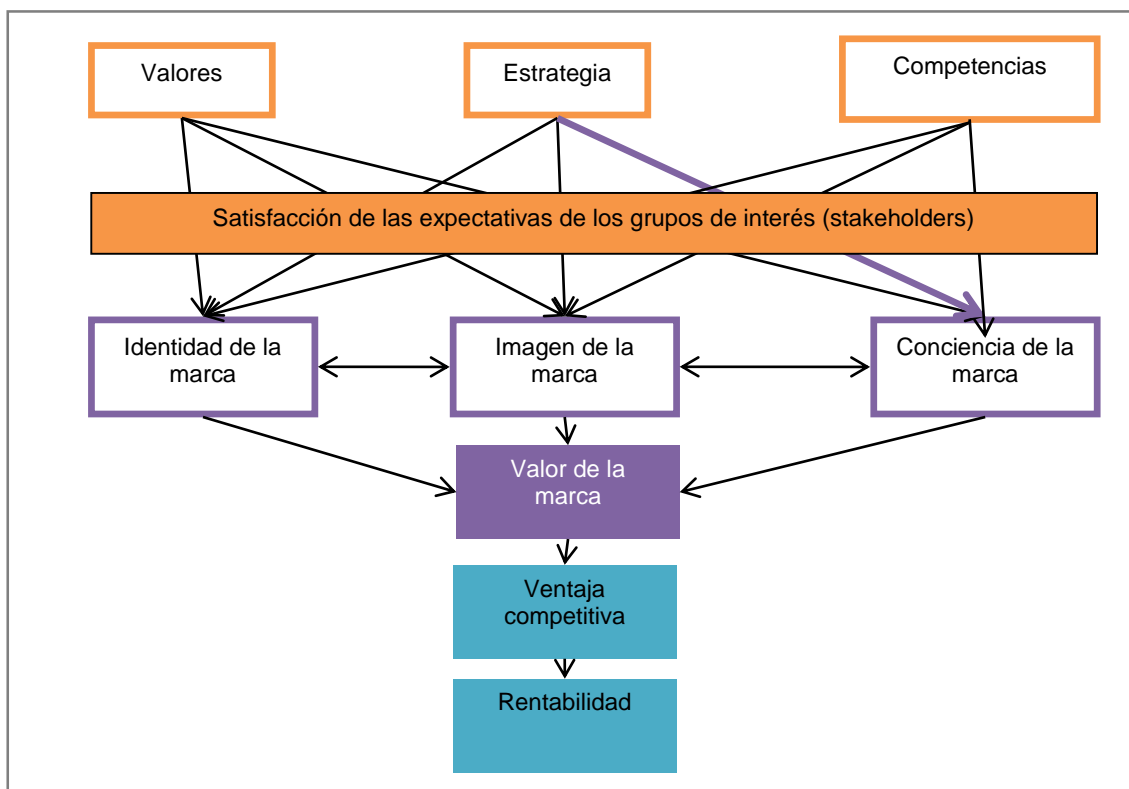 Valores
Estrategia
Competencias
Satisfacción de las expectativas de los grupos de interés (stakeholders)
Identidad de la
marca
Imagen de la
marca
Conciencia de la
marca
Valor de la
marca
Ventaja
competitiva
Rentabilidad